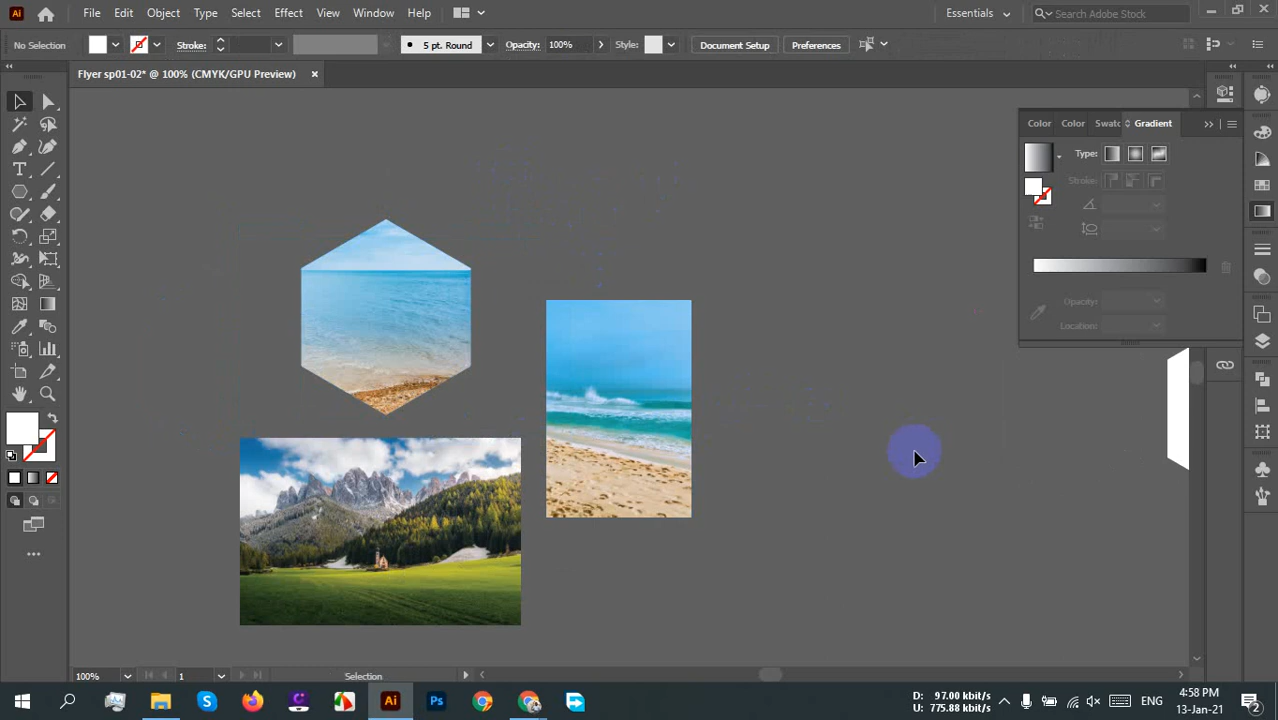 Ai File Edit Object Type Select Effect View Window Help Essentials Search Adobe Stock
No Selection Stroke: 5 pt. Round Opacity: 100% Style: Document Setup Preferences
Flyer sp01-02* @ 100% (CMYK/GPU Preview)
Color Color Swatc Gradient
Type:
Stroke:
Opacity:
Location:
100% 1 Selection
S Ai Ps D: 97.00 kbit/s U: 775.88 kbit/s ENG 4:58 PM 13-Jan-21 2